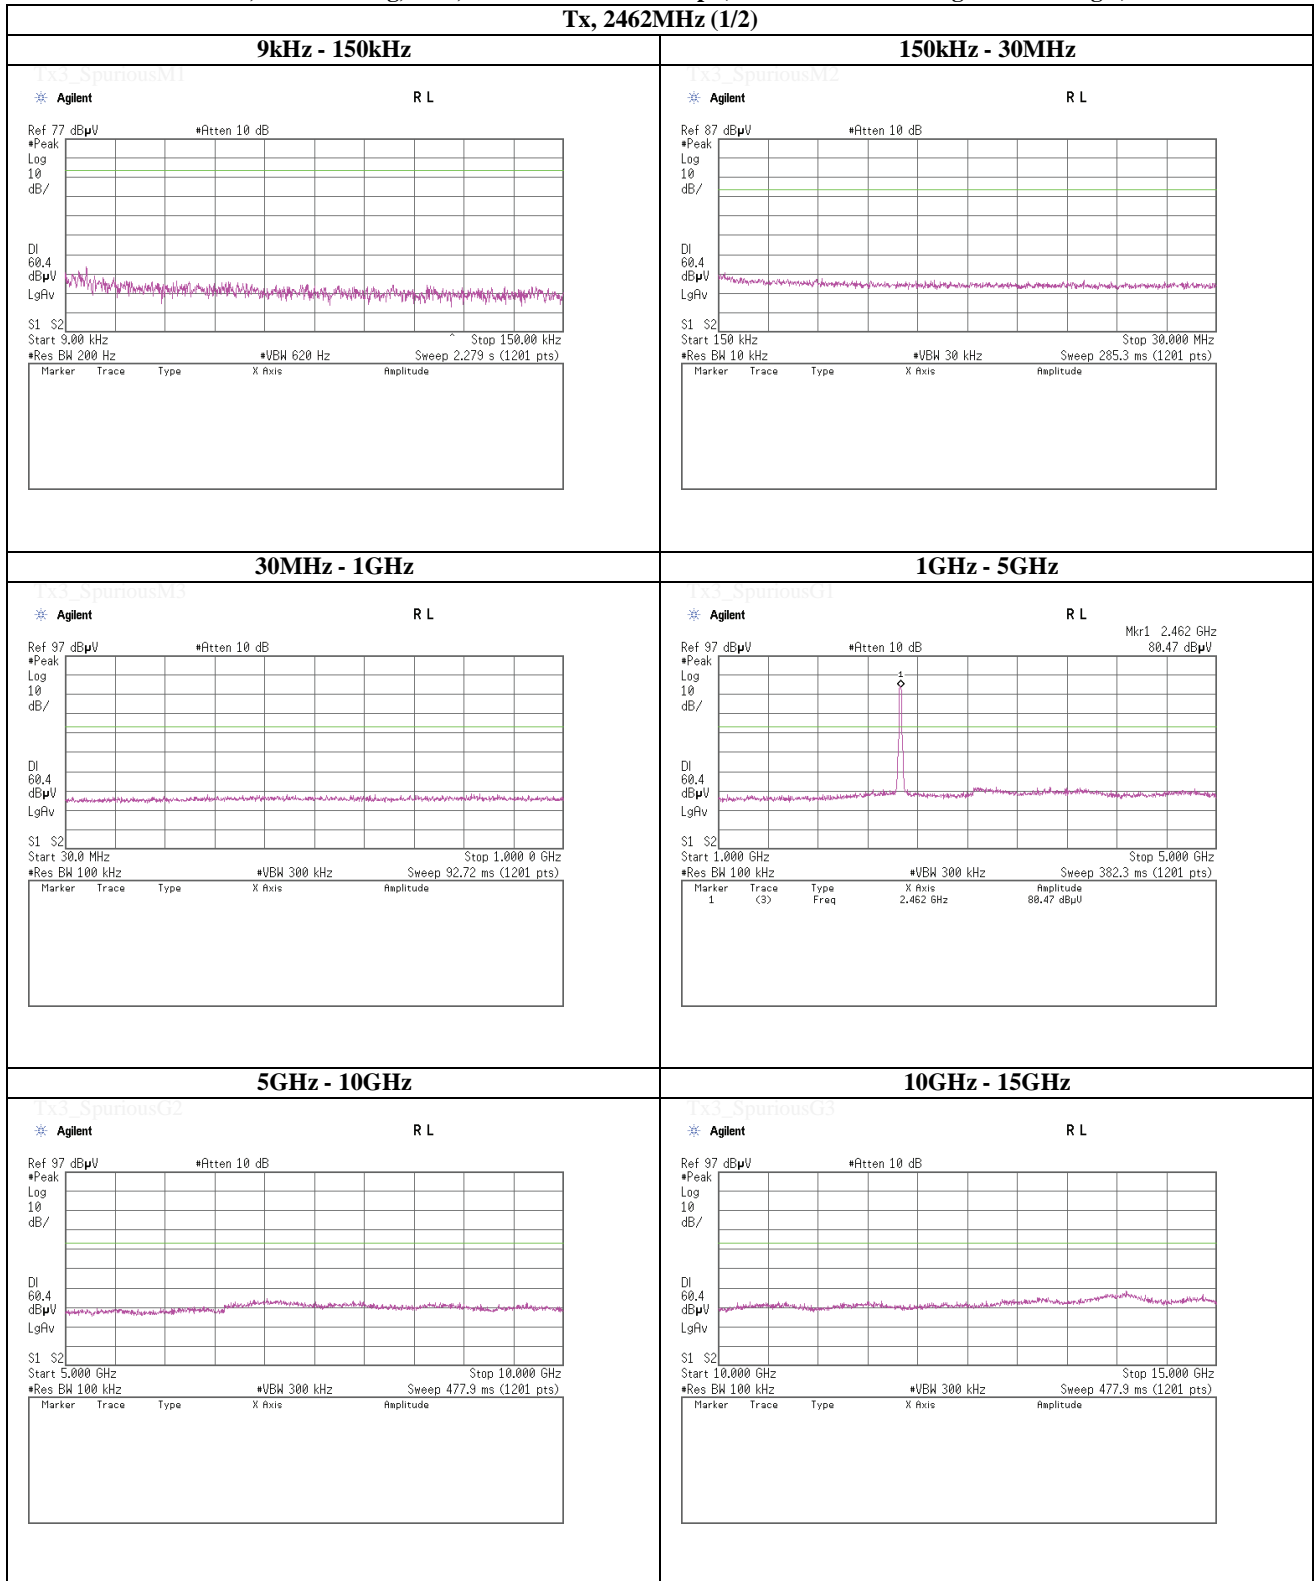 Tx, 2462MHz (1/2)
9kHz - 150kHz
150kHz - 30MHz
Tx3_SpuriousM1
Agilent R L
Ref 77 dBµV #Atten 10 dB
#Peak
Log
10
dB/
DI
60.4
dBµV
LgAv
S1 S2
Start 9.00 kHz ^ Stop 150.00 kHz
#Res BW 200 Hz #VBW 620 Hz Sweep 2.279 s (1201 pts)
Marker Trace Type X Axis Amplitude
Tx3_SpuriousM2
Agilent R L
Ref 87 dBµV #Atten 10 dB
#Peak
Log
10
dB/
DI
60.4
dBµV
LgAv
S1 S2
Start 150 kHz Stop 30.000 MHz
#Res BW 10 kHz #VBW 30 kHz Sweep 285.3 ms (1201 pts)
Marker Trace Type X Axis Amplitude
30MHz - 1GHz
1GHz - 5GHz
Tx3_SpuriousM3
Agilent R L
Ref 97 dBµV #Atten 10 dB
#Peak
Log
10
dB/
DI
60.4
dBµV
LgAv
S1 S2
Start 30.0 MHz Stop 1.000 0 GHz
#Res BW 100 kHz #VBW 300 kHz Sweep 92.72 ms (1201 pts)
Marker Trace Type X Axis Amplitude
Tx3_SpuriousG1
Agilent R L
Mkr1 2.462 GHz
Ref 97 dBµV #Atten 10 dB 80.47 dBµV
#Peak
Log
10
dB/
1
DI
60.4
dBµV
LgAv
S1 S2
Start 1.000 GHz Stop 5.000 GHz
#Res BW 100 kHz #VBW 300 kHz Sweep 382.3 ms (1201 pts)
Marker Trace Type X Axis Amplitude
1 (3) Freq 2.462 GHz 80.47 dBµV
5GHz - 10GHz
10GHz - 15GHz
Tx3_SpuriousG2
Agilent R L
Ref 97 dBµV #Atten 10 dB
#Peak
Log
10
dB/
DI
60.4
dBµV
LgAv
S1 S2
Start 5.000 GHz Stop 10.000 GHz
#Res BW 100 kHz #VBW 300 kHz Sweep 477.9 ms (1201 pts)
Marker Trace Type X Axis Amplitude
Tx3_SpuriousG3
Agilent R L
Ref 97 dBµV #Atten 10 dB
#Peak
Log
10
dB/
DI
60.4
dBµV
LgAv
S1 S2
Start 10.000 GHz Stop 15.000 GHz
#Res BW 100 kHz #VBW 300 kHz Sweep 477.9 ms (1201 pts)
Marker Trace Type X Axis Amplitude